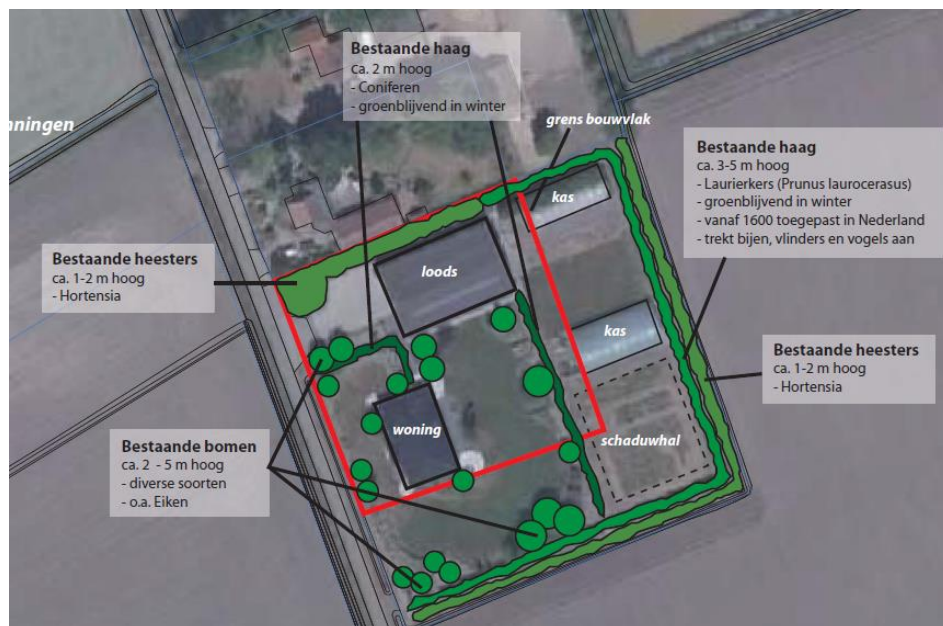 Bestaande haag
ca. 2 m hoog
- Coniferen
- groenblijvend in winter
nningen
grens bouwvlak
Bestaande haag
ca. 3-5 m hoog
- Laurierkers (Prunus laurocerasus)
- groenblijvend in winter
- vanaf 1600 toegepast in Nederland
- trekt bijen, vlinders en vogels aan
kas
Bestaande heesters
ca. 1-2 m hoog
- Hortensia
loods
kas
Bestaande heesters
ca. 1-2 m hoog
- Hortensia
woning
schaduwhal
Bestaande bomen
ca. 2 - 5 m hoog
- diverse soorten
- o.a. Eiken